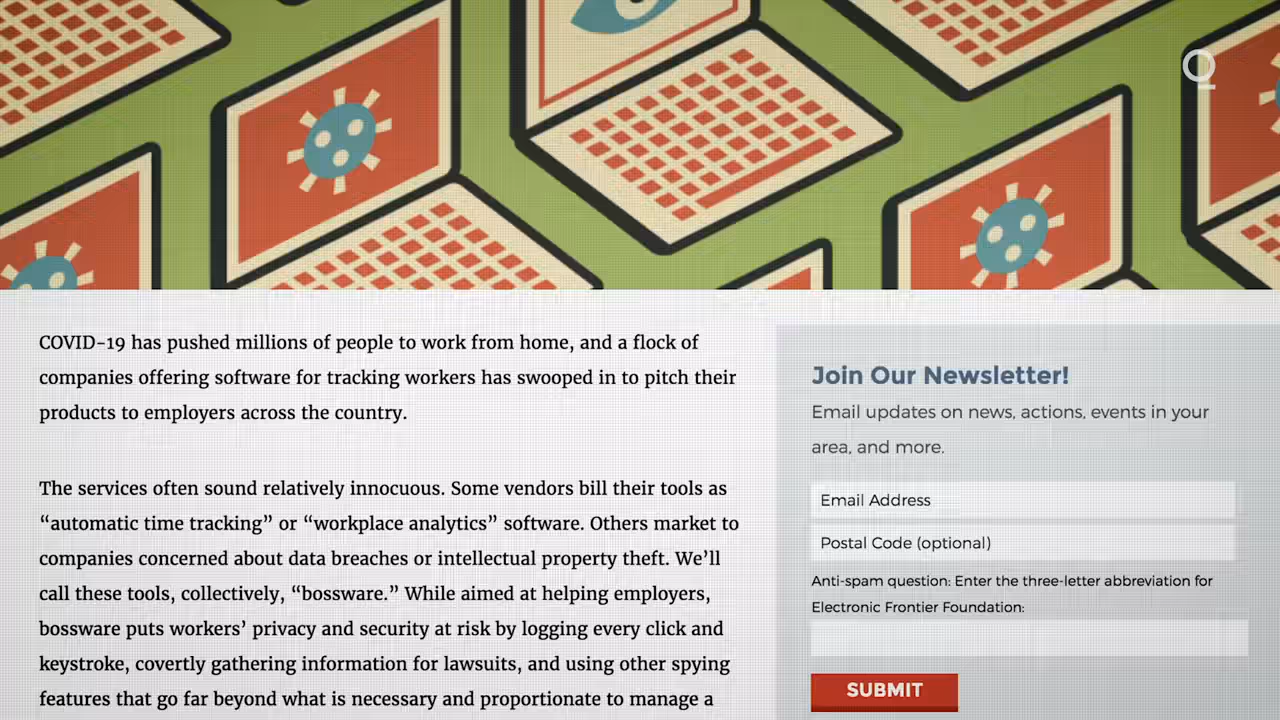 COVID-19 has pushed millions of people to work from home, and a flock of
companies offering software for tracking workers has swooped in to pitch their
products to employers across the country.
The services often sound relatively innocuous. Some vendors bill their tools as
“automatic time tracking” or “workplace analytics” software. Others market to
companies concerned about data breaches or intellectual property theft. We’ll
call these tools, collectively, “bossware.” While aimed at helping employers,
bossware puts workers’ privacy and security at risk by logging every click and
keystroke, covertly gathering information for lawsuits, and using other spying
features that go far beyond what is necessary and proportionate to manage a
Join Our Newsletter!
Email updates on news, actions, events in your
area, and more.
Email Address
Postal Code (optional)
Anti-spam question: Enter the three-letter abbreviation for
Electronic Frontier Foundation:
SUBMIT